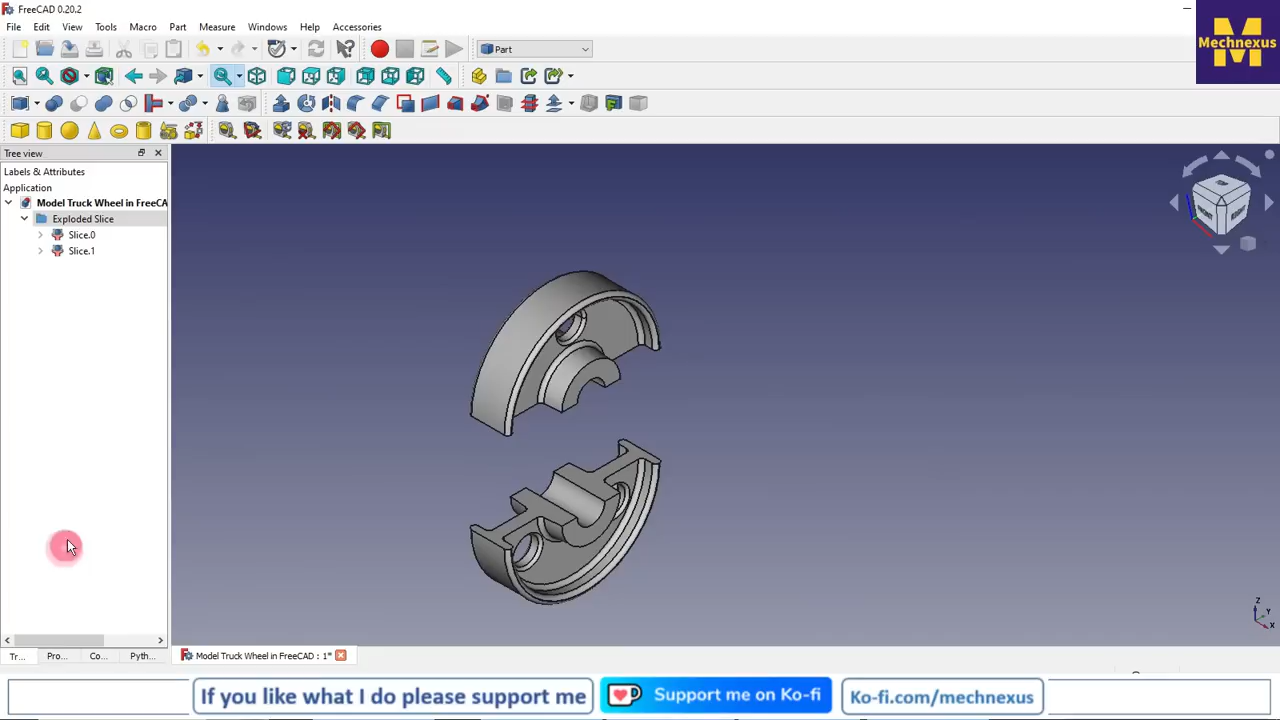 FreeCAD 0.20.2
File Edit View Tools Macro Part Measure Windows Help Accessories
Mechnexus
Part
Tree view
Labels & Attributes
Application
Model Truck Wheel in FreeCA
Exploded Slice
Slice.0
Slice.1
Z
Y
X
Tr... Pro... Co... Pyth...
Model Truck Wheel in FreeCAD : 1*
If you like what I do please support me
Support me on Ko-fi
Ko-fi.com/mechnexus